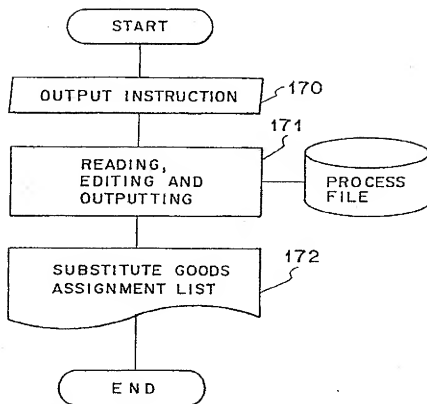 START
OUTPUT INSTRUCTION
170
171
READING,
EDITING AND
OUTPUTTING
PROCESS
FILE
172
SUBSTITUTE GOODS
ASSIGNMENT LIST
END